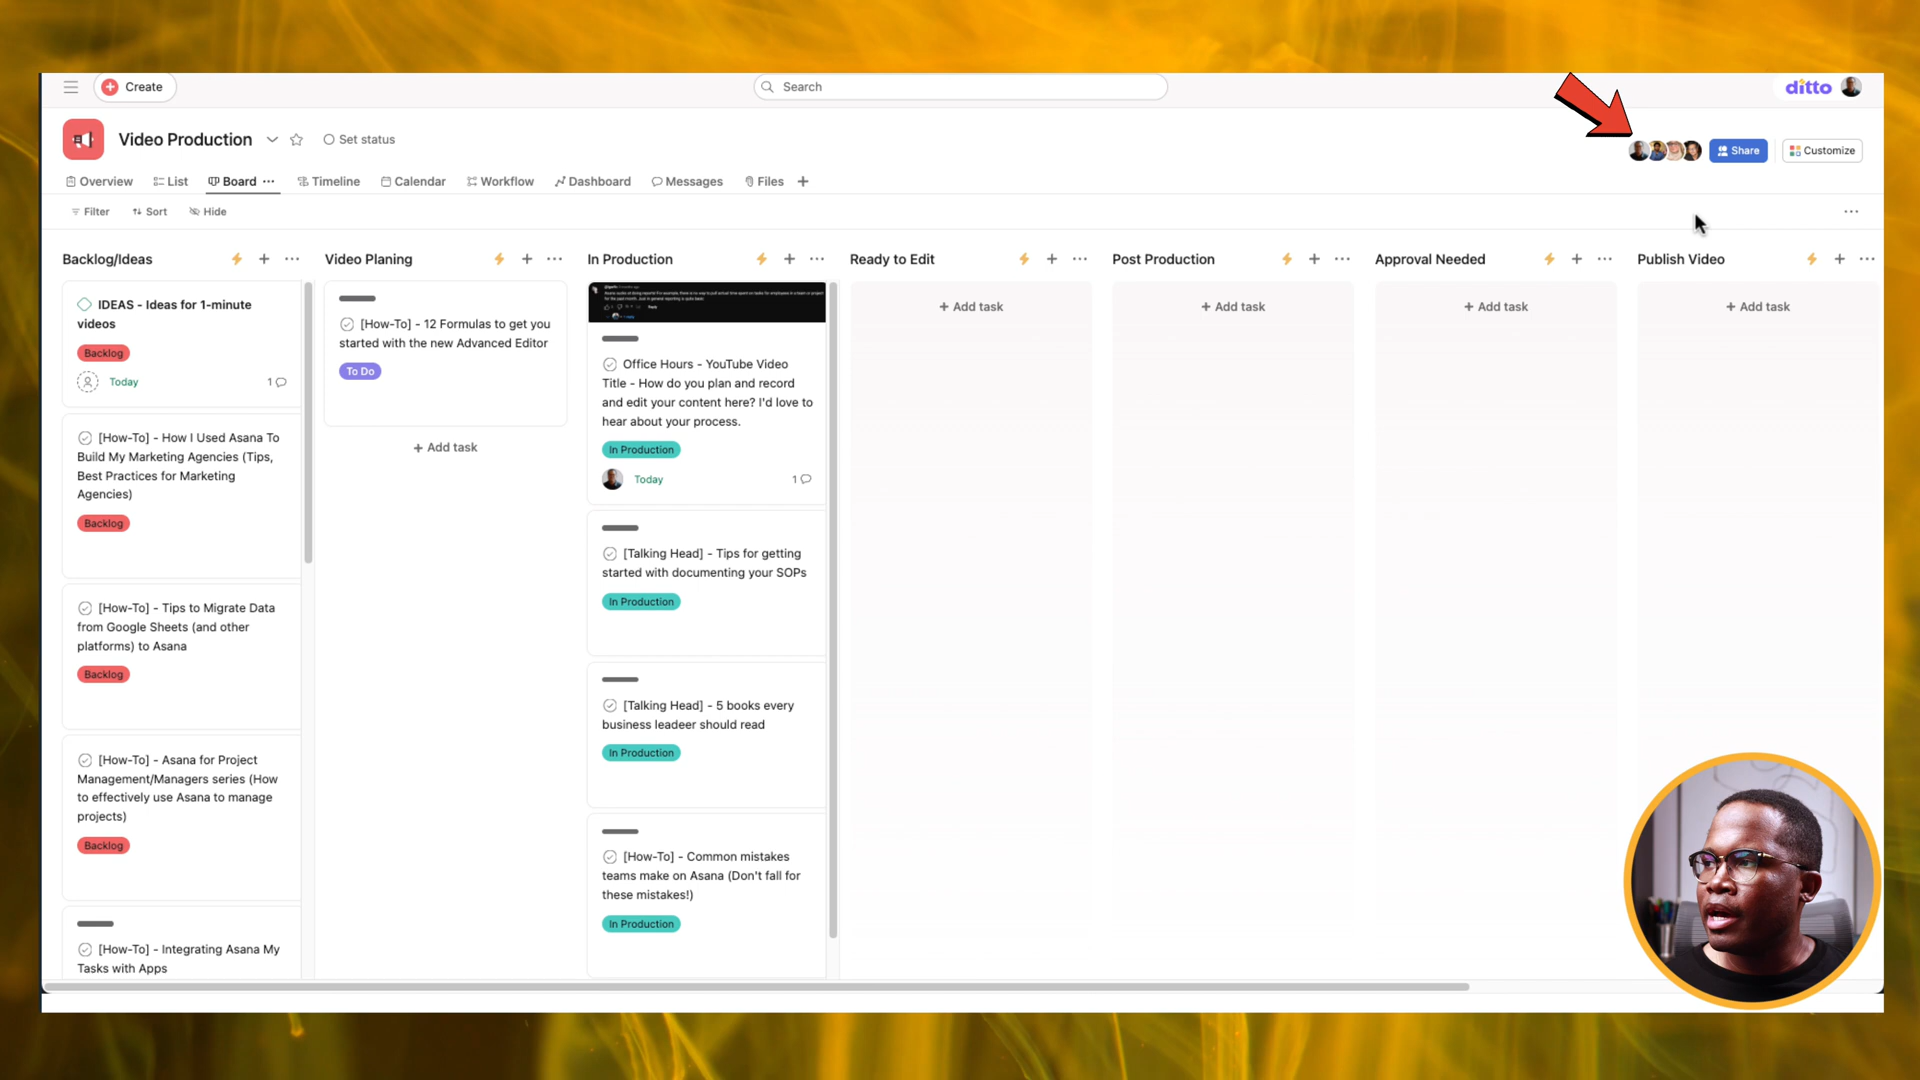 Create
Search
ditto
Video Production
Set status
Share
Customize
Overview
List
Board
Timeline
Calendar
Workflow
Dashboard
Messages
Files
Filter
Sort
Hide
Backlog/Ideas
IDEAS - Ideas for 1-minute
videos
Backlog
Today
1
[How-To] - How I Used Asana To
Build My Marketing Agencies (Tips,
Best Practices for Marketing
Agencies)
Backlog
[How-To] - Tips to Migrate Data
from Google Sheets (and other
platforms) to Asana
Backlog
[How-To] - Asana for Project
Management/Managers series (How
to effectively use Asana to manage
projects)
Backlog
[How-To] - Integrating Asana My
Tasks with Apps
Video Planing
[How-To] - 12 Formulas to get you
started with the new Advanced Editor
To Do
+ Add task
In Production
Office Hours - YouTube Video
Title - How do you plan and record
and edit your content here? I'd love to
hear about your process.
In Production
Today
1
[Talking Head] - Tips for getting
started with documenting your SOPs
In Production
[Talking Head] - 5 books every
business leadeer should read
In Production
[How-To] - Common mistakes
teams make on Asana (Don't fall for
these mistakes!)
In Production
Ready to Edit
+ Add task
Post Production
+ Add task
Approval Needed
+ Add task
Publish Video
+ Add task